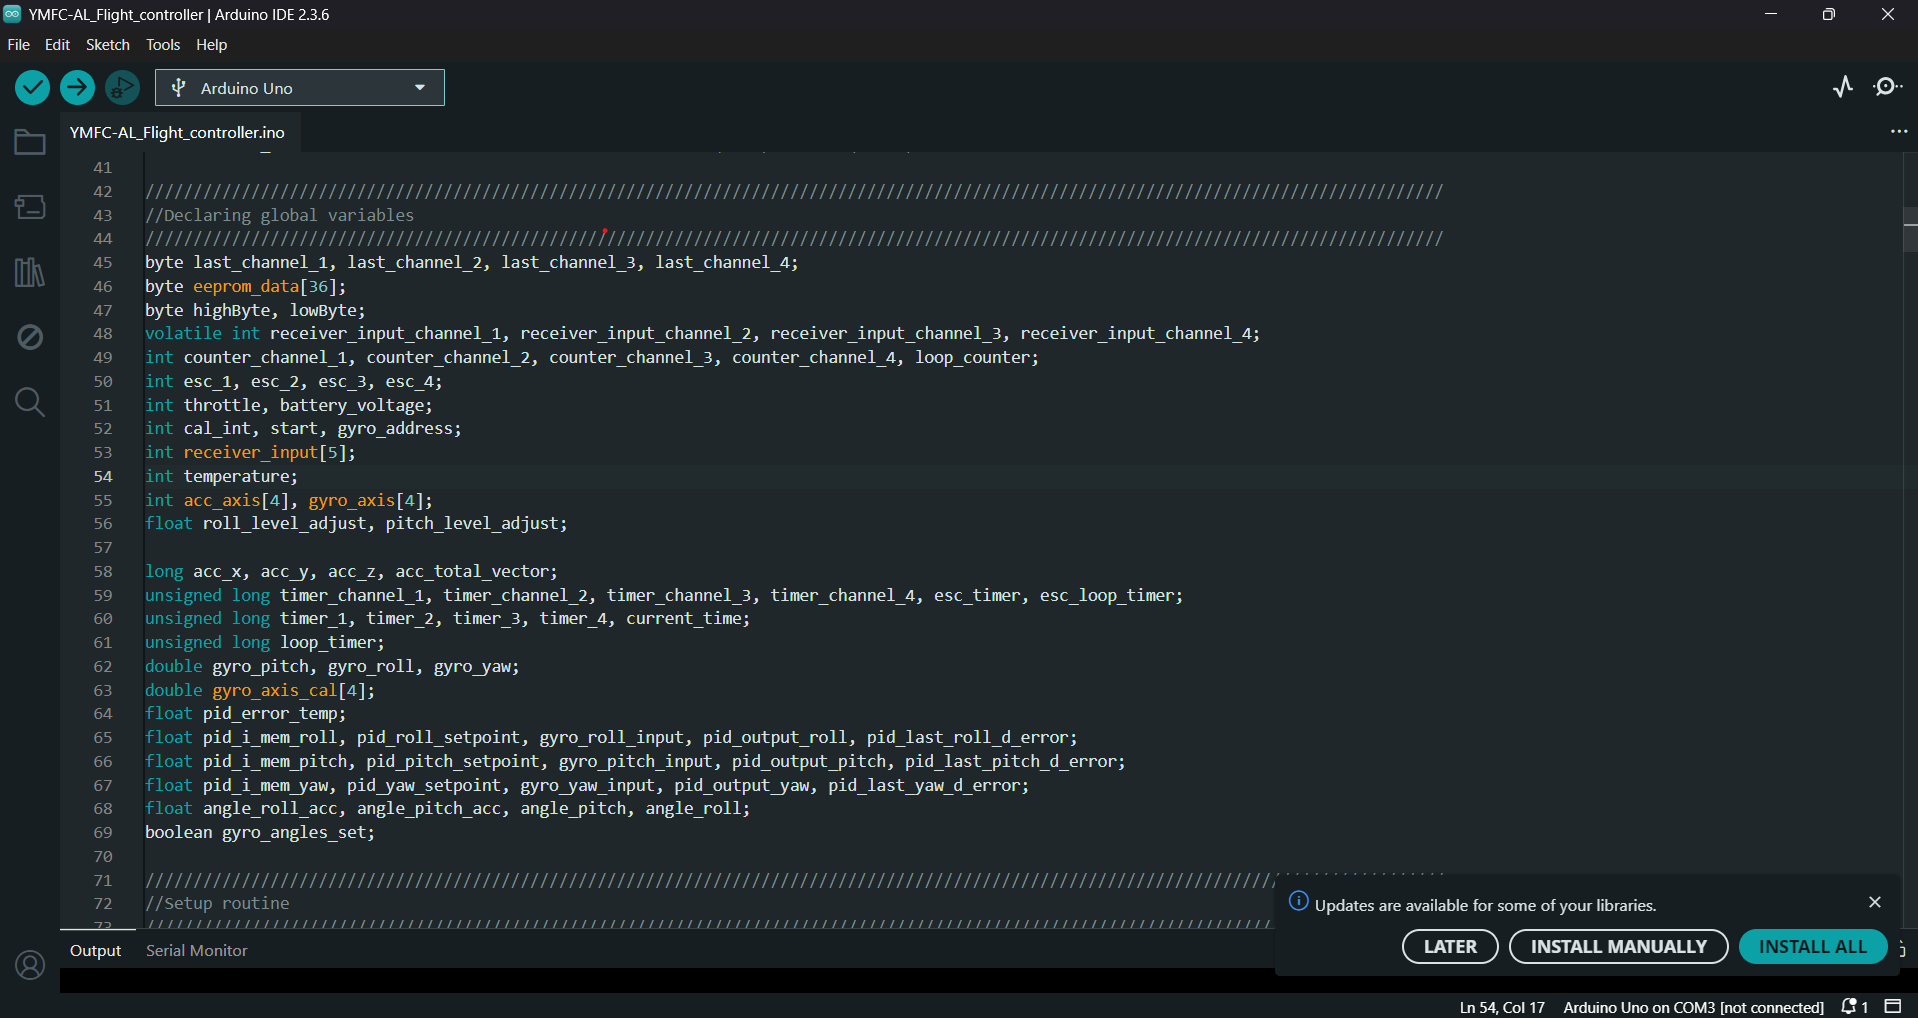 YMFC-AL_Flight_controller | Arduino IDE 2.3.6
File Edit Sketch Tools Help
Arduino Uno
YMFC-AL_Flight_controller.ino
41
42 //////////////////////////////////////////////////////////////////////////////////////////////////////////////////////////////////////
43 //Declaring global variables
44 //////////////////////////////////////////////////////////////////////////////////////////////////////////////////////////////////////
45 byte last_channel_1, last_channel_2, last_channel_3, last_channel_4;
46 byte eeprom_data[36];
47 byte highByte, lowByte;
48 volatile int receiver_input_channel_1, receiver_input_channel_2, receiver_input_channel_3, receiver_input_channel_4;
49 int counter_channel_1, counter_channel_2, counter_channel_3, counter_channel_4, loop_counter;
50 int esc_1, esc_2, esc_3, esc_4;
51 int throttle, battery_voltage;
52 int cal_int, start, gyro_address;
53 int receiver_input[5];
54 int temperature;
55 int acc_axis[4], gyro_axis[4];
56 float roll_level_adjust, pitch_level_adjust;
57
58 long acc_x, acc_y, acc_z, acc_total_vector;
59 unsigned long timer_channel_1, timer_channel_2, timer_channel_3, timer_channel_4, esc_timer, esc_loop_timer;
60 unsigned long timer_1, timer_2, timer_3, timer_4, current_time;
61 unsigned long loop_timer;
62 double gyro_pitch, gyro_roll, gyro_yaw;
63 double gyro_axis_cal[4];
64 float pid_error_temp;
65 float pid_i_mem_roll, pid_roll_setpoint, gyro_roll_input, pid_output_roll, pid_last_roll_d_error;
66 float pid_i_mem_pitch, pid_pitch_setpoint, gyro_pitch_input, pid_output_pitch, pid_last_pitch_d_error;
67 float pid_i_mem_yaw, pid_yaw_setpoint, gyro_yaw_input, pid_output_yaw, pid_last_yaw_d_error;
68 float angle_roll_acc, angle_pitch_acc, angle_pitch, angle_roll;
69 boolean gyro_angles_set;
70
71 //////////////////////////////////////////////////////////////////////////////////////////////////////////////////////
72 //Setup routine
73 //////////////////////////////////////////////////////////////////////////////////////////////////////////////////////
Updates are available for some of your libraries.
LATER INSTALL MANUALLY INSTALL ALL
Output Serial Monitor
Ln 54, Col 17 Arduino Uno on COM3 [not connected] 1